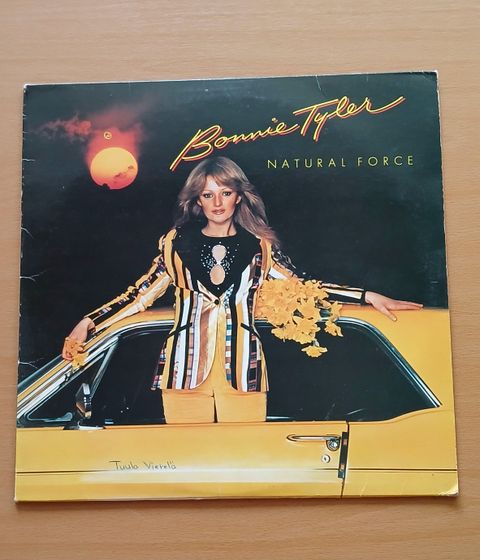 Bonnie Tyler
NATURAL FORCE
Tuula Vierelä